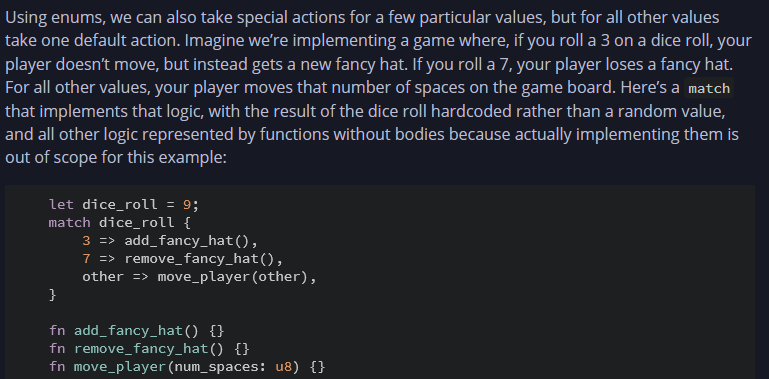 Using enums, we can also take special actions for a few particular values, but for all other values
take one default action. Imagine we’re implementing a game where, if you roll a 3 on a dice roll, your
player doesn’t move, but instead gets a new fancy hat. If you roll a 7, your player loses a fancy hat.
For all other values, your player moves that number of spaces on the game board. Here’s a match
that implements that logic, with the result of the dice roll hardcoded rather than a random value,
and all other logic represented by functions without bodies because actually implementing them is
out of scope for this example:
let dice_roll = 9;
match dice_roll {
    3 => add_fancy_hat(),
    7 => remove_fancy_hat(),
    other => move_player(other),
}
fn add_fancy_hat() {}
fn remove_fancy_hat() {}
fn move_player(num_spaces: u8) {}